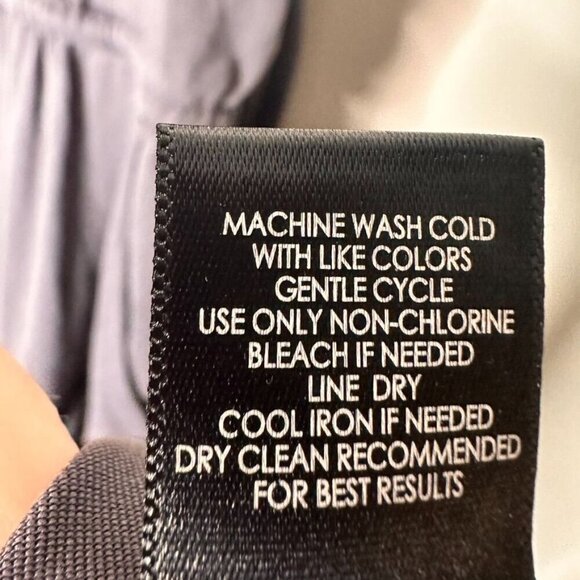 MACHINE WASH COLD
WITH LIKE COLORS
GENTLE CYCLE
USE ONLY NON-CHLORINE
BLEACH IF NEEDED
LINE DRY
COOL IRON IF NEEDED
DRY CLEAN RECOMMENDED
FOR BEST RESULTS